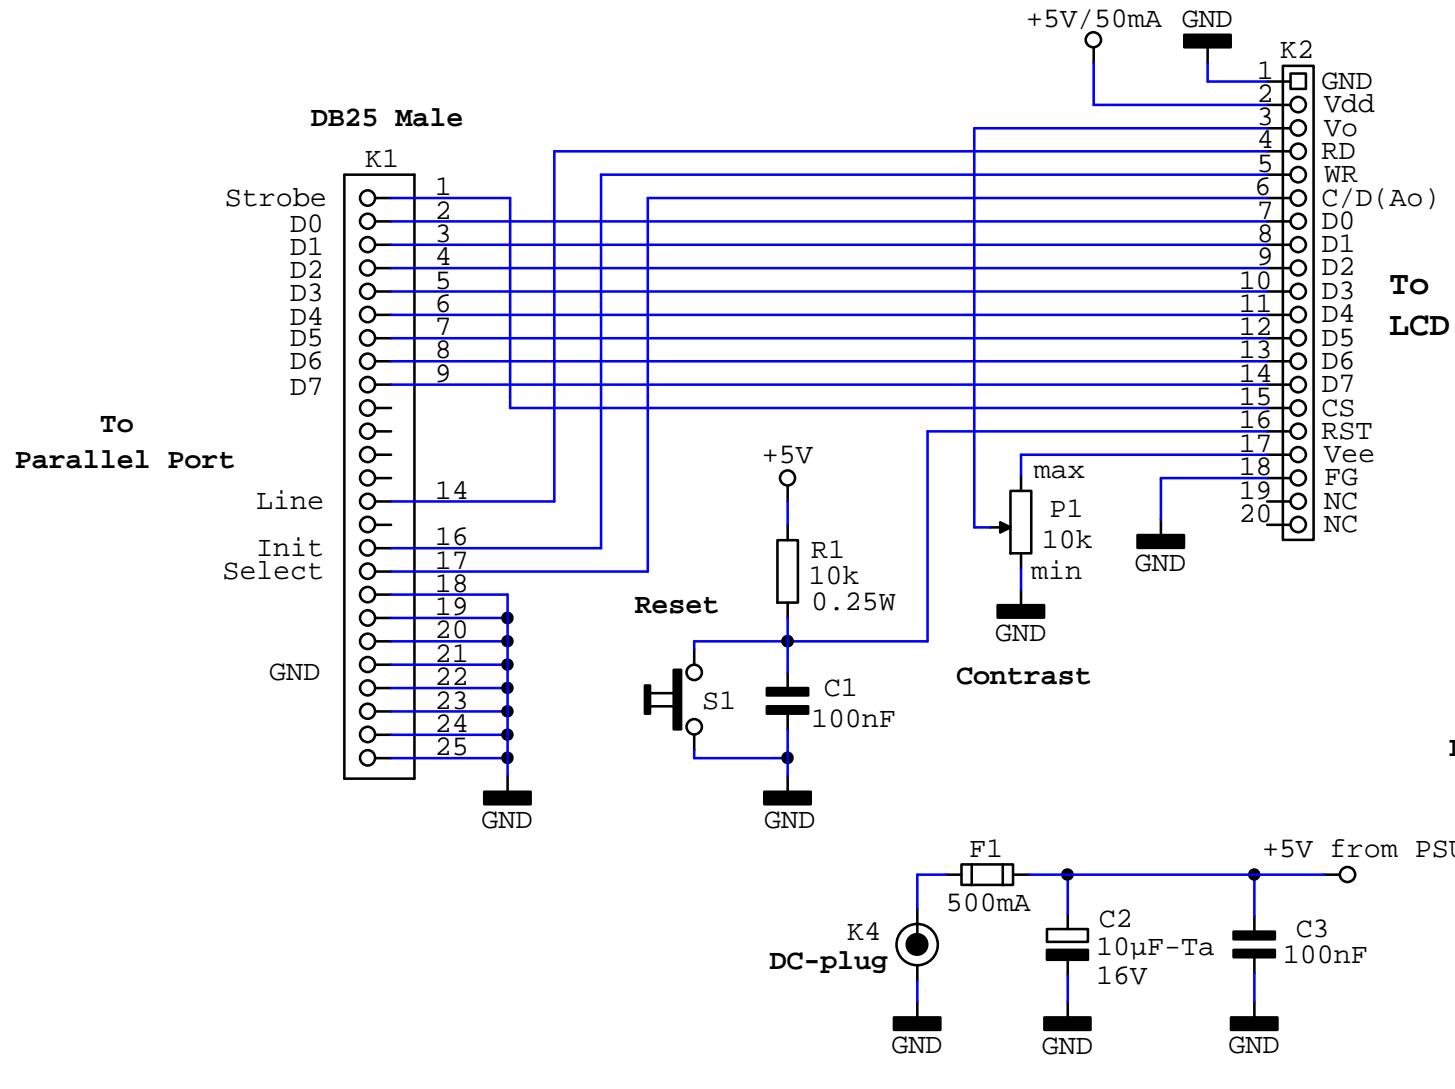 +5V/50mA GND
K2
DB25 Male
K1
Strobe
D0
D1
D2
D3
D4
D5
D6
D7
Line
Init
Select
GND
1
2
3
4
5
6
7
8
9
14
16
17
18
19
20
21
22
23
24
25
GND
To
Parallel Port
1 GND
2 Vdd
3 Vo
4 RD
5 WR
6 C/D(Ao)
7 D0
8 D1
9 D2
10 D3
11 D4
12 D5
13 D6
14 D7
15 CS
16 RST
17 Vee
18 FG
19 NC
20 NC
To
LCD
+5V
R1
10k
0.25W
Reset
S1
C1
100nF
GND
max
P1
10k
min
GND
Contrast
GND
F1
500mA
+5V from PSU
K4
DC-plug
C2
10µF-Ta
16V
C3
100nF
GND
GND
GND